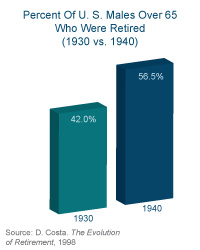 Percent Of U. S. Males Over 65
Who Were Retired
(1930 vs. 1940)
56.5%
42.0%
1930
1940
Source: D. Costa. The Evolution
of Retirement, 1998